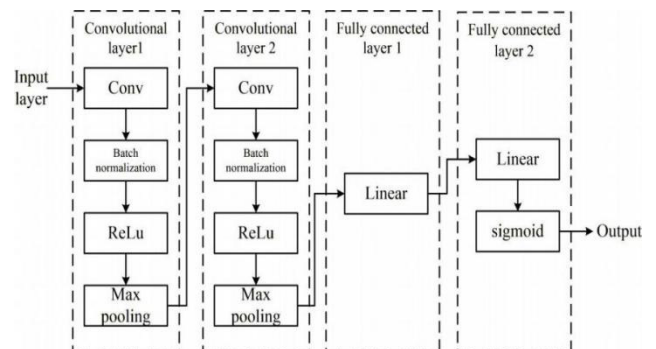 Convolutional
layer1
Convolutional
layer 2
Fully connected
layer 1
Fully connected
layer 2
Input
layer
Conv
Batch
normalization
ReLu
Max
pooling
Conv
Batch
normalization
ReLu
Max
pooling
Linear
Linear
sigmoid
Output